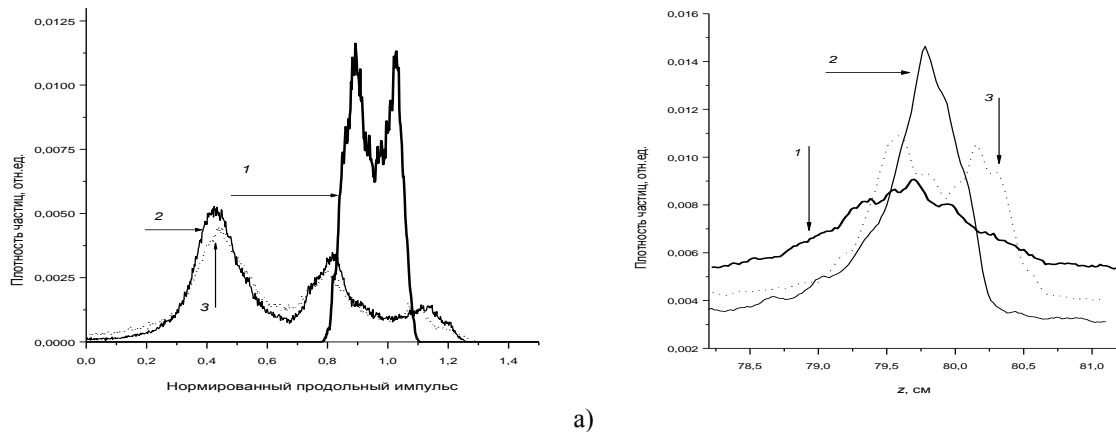 Плотность частиц, отн.ед.
0,0125
0,0100
0,0075
0,0050
0,0025
0,0000
1
2
3
0,0 0,2 0,4 0,6 0,8 1,0 1,2 1,4
Нормированный продольный импульс
Плотность частиц, отн.ед.
0,016
0,014
0,012
0,010
0,008
0,006
0,004
0,002
2
3
1
78,5 79,0 79,5 80,0 80,5 81,0
z, см
а)